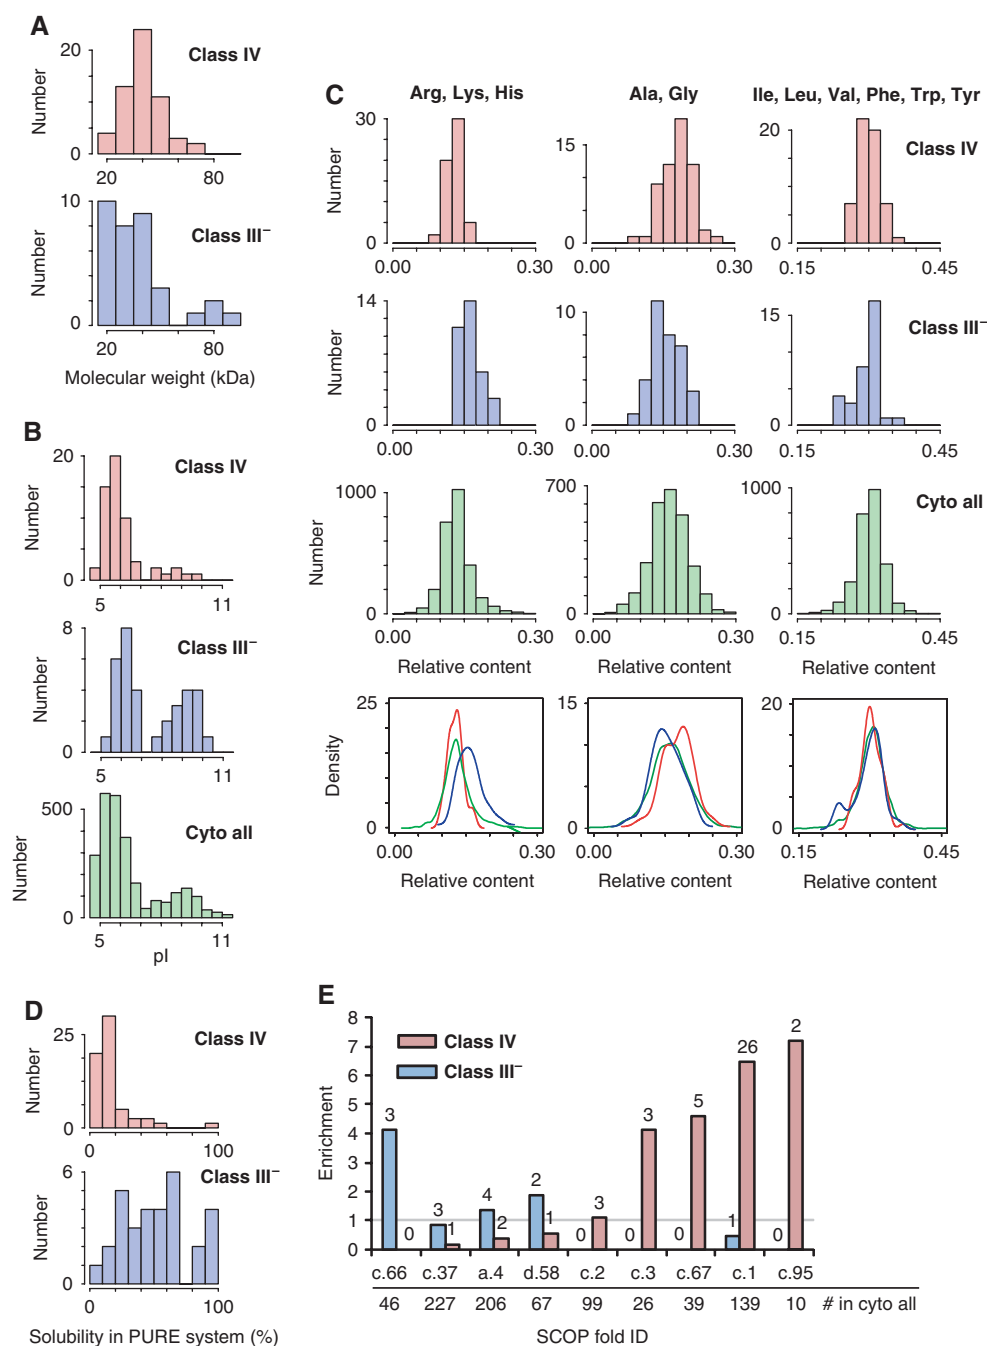 A
Class IV
Number
20
0
20
80
Class III⁻
Number
10
0
20
80
Molecular weight (kDa)
B
Class IV
Number
20
10
0
5
11
Class III⁻
Number
8
4
0
5
11
Cyto all
Number
500
200
0
5
11
pI
C
Arg, Lys, His
Ala, Gly
Ile, Leu, Val, Phe, Trp, Tyr
Class IV
Number
30
0
0.00
0.30
15
0
0.00
0.30
20
0
0.15
0.45
Class III⁻
Number
14
0
0.00
0.30
10
0
0.00
0.30
15
0
0.15
0.45
Cyto all
Number
1000
0
0.00
0.30
700
0
0.00
0.30
1000
0
0.15
0.45
Relative content
Relative content
Relative content
Density
25
0
0.00
0.30
15
0
0.00
0.30
20
0
0.15
0.45
Relative content
Relative content
Relative content
D
Class IV
Number
25
0
0
100
Class III⁻
Number
6
0
0
100
Solubility in PURE system (%)
E
Enrichment
8
7
6
5
4
3
2
1
0
Class IV
Class III⁻
3 0
3 1
4 2
2 1
0 3
0 3
0 5
1 26
0 2
c.66 c.37 a.4 d.58 c.2 c.3 c.67 c.1 c.95
46 227 206 67 99 26 39 139 10 # in cyto all
SCOP fold ID